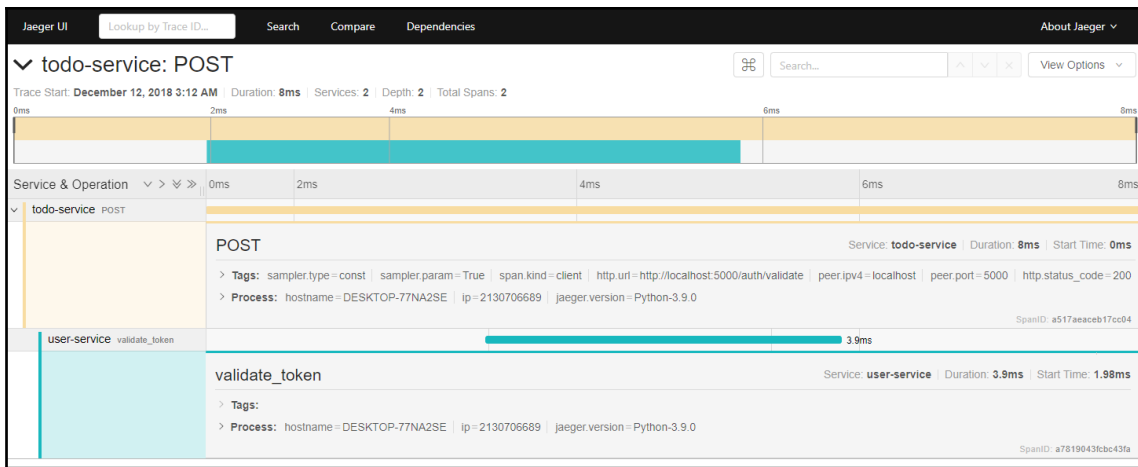 Jaeger UI Lookup by Trace ID... Search Compare Dependencies About Jaeger
todo-service: POST ⌘ Search... View Options
Trace Start: December 12, 2018 3:12 AM | Duration: 8ms | Services: 2 | Depth: 2 | Total Spans: 2
0ms 2ms 4ms 6ms 8ms
Service & Operation 0ms 2ms 4ms 6ms 8ms
todo-service POST
POST Service: todo-service | Duration: 8ms | Start Time: 0ms
> Tags: sampler.type = const | sampler.param = True | span.kind = client | http.url = http://localhost:5000/auth/validate | peer.ipv4 = localhost | peer.port = 5000 | http.status_code = 200
> Process: hostname = DESKTOP-77NA2SE | ip = 2130706689 | jaeger.version = Python-3.9.0
SpanID: a517aeaceb17cc04
user-service validate_token 3.9ms
validate_token Service: user-service | Duration: 3.9ms | Start Time: 1.98ms
> Tags:
> Process: hostname = DESKTOP-77NA2SE | ip = 2130706689 | jaeger.version = Python-3.9.0
SpanID: a7819043fcbc43fa